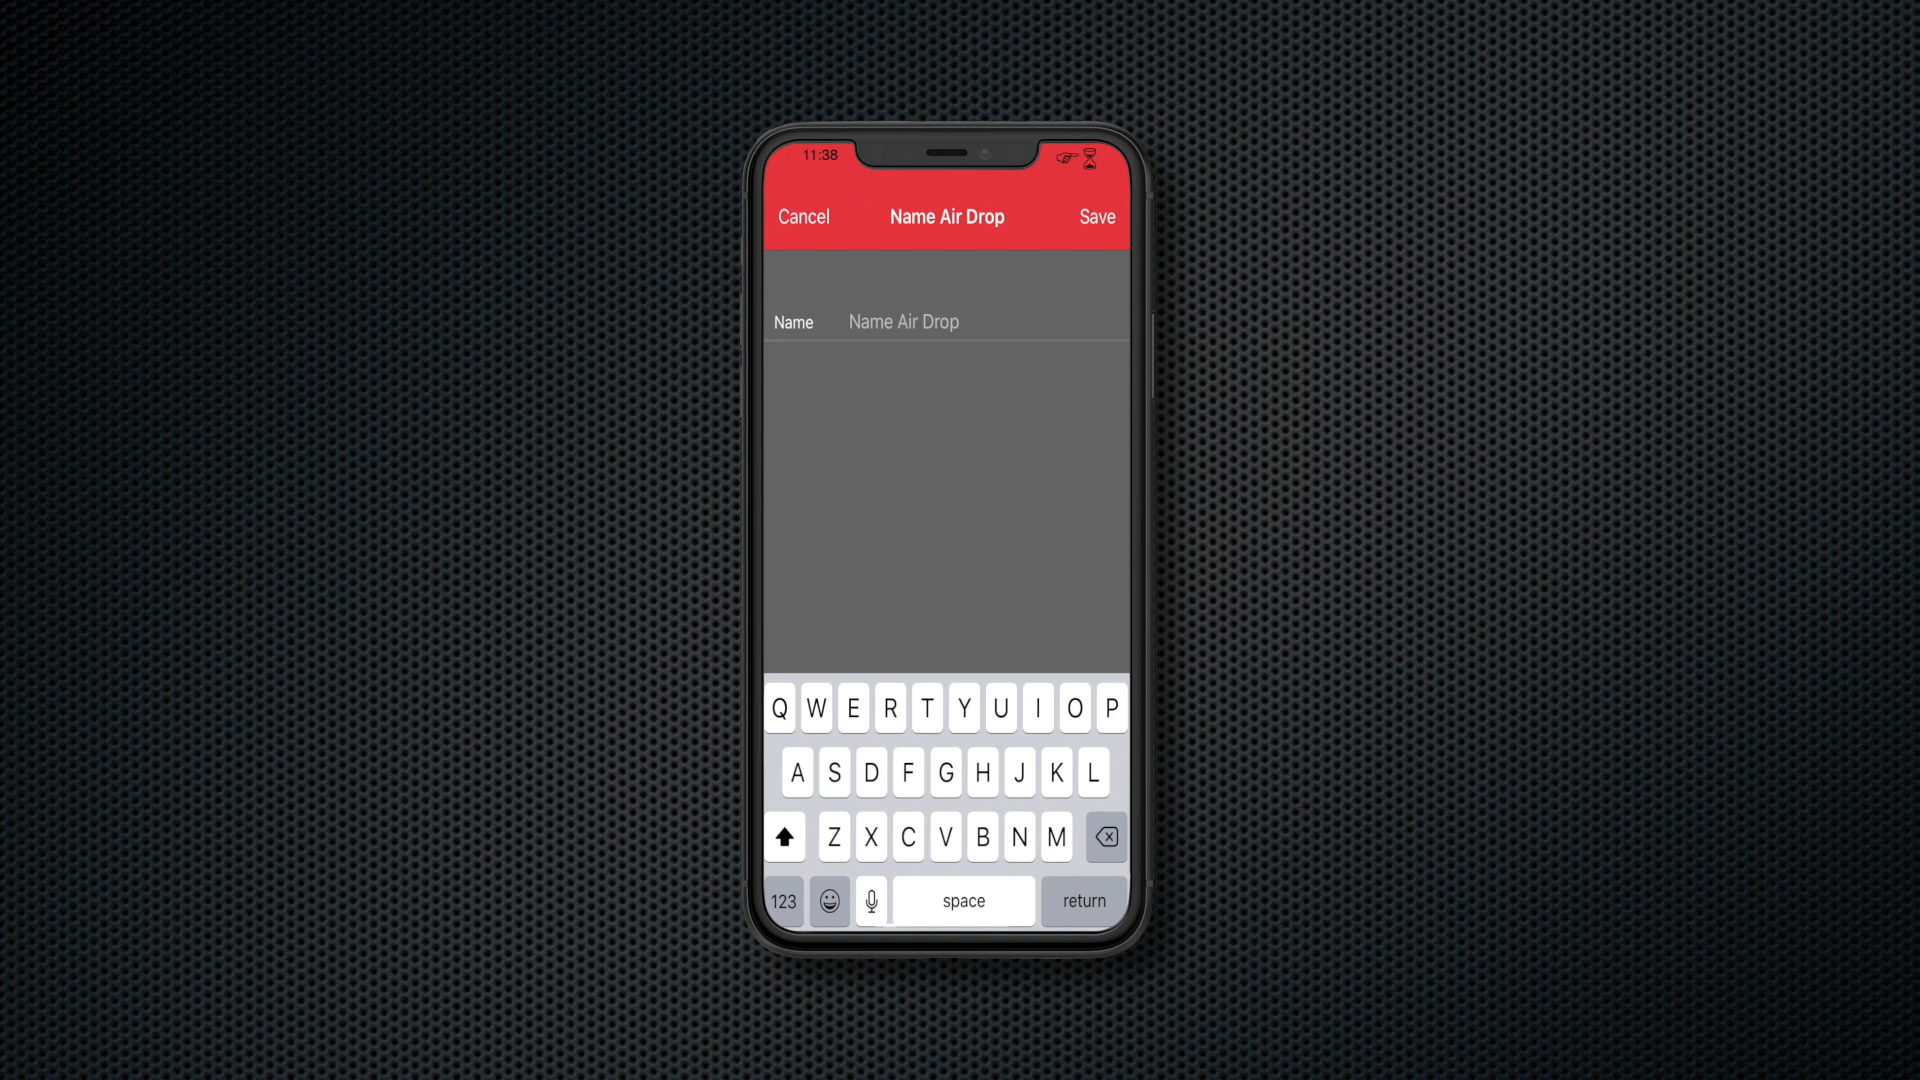 11:38
Cancel Name Air Drop Save
Name Name Air Drop
Q W E R T Y U I O P
A S D F G H J K L
Z X C V B N M
123 space return